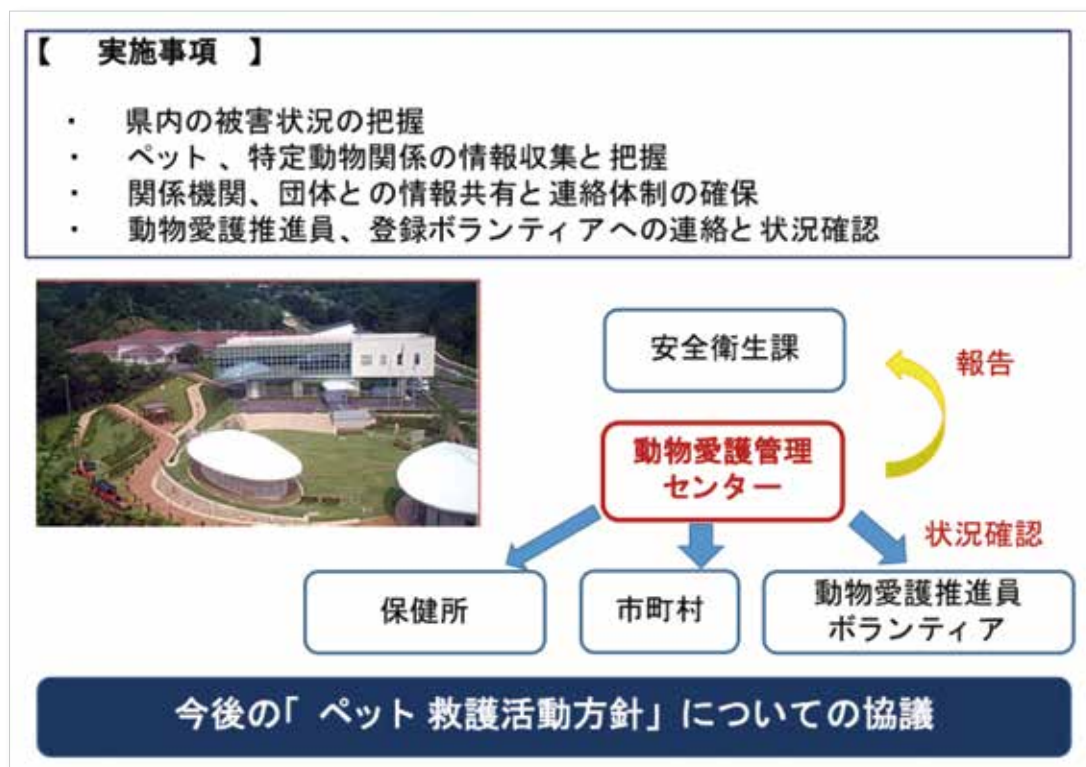 【 実施事項 】
・ 県内の被害状況の把握
・ ペット、特定動物関係の情報収集と把握
・ 関係機関、団体との情報共有と連絡体制の確保
・ 動物愛護推進員、登録ボランティアへの連絡と状況確認
安全衛生課
報告
動物愛護管理
センター
状況確認
保健所
市町村
動物愛護推進員
ボランティア
今後の「ペット救護活動方針」についての協議